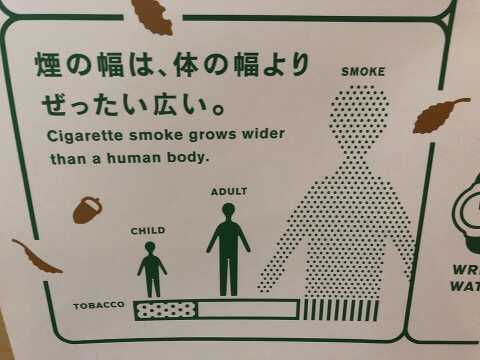 煙の幅は、体の幅より
ぜったい広い。
Cigarette smoke grows wider
than a human body.
SMOKE
ADULT
CHILD
TOBACCO